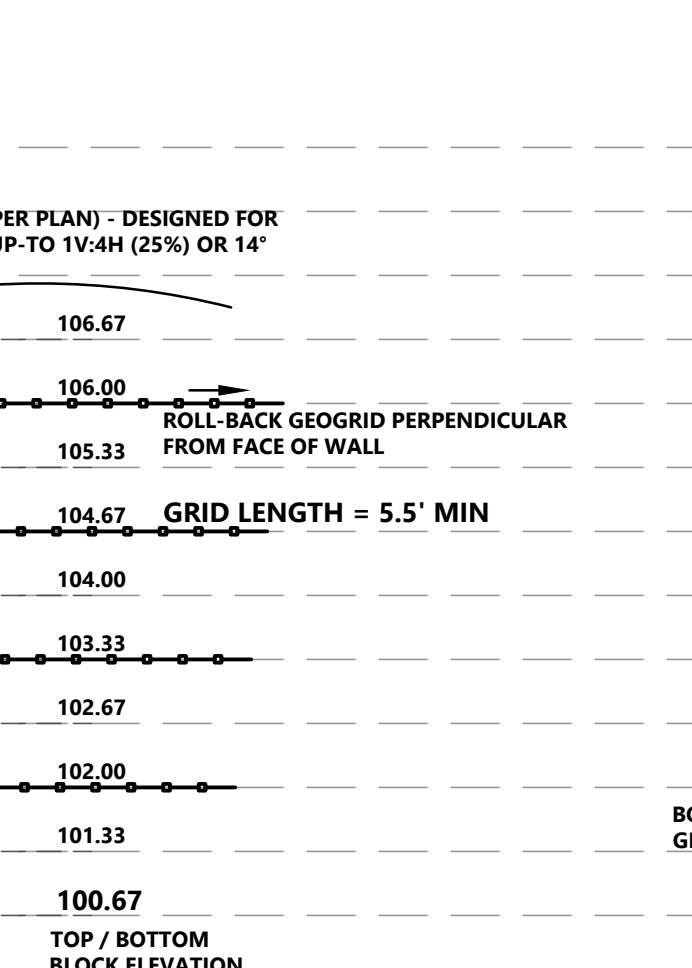 PER PLAN) - DESIGNED FOR
UP-TO 1V:4H (25%) OR 14°
106.67
106.00
ROLL-BACK GEOGRID PERPENDICULAR
FROM FACE OF WALL
105.33
104.67
GRID LENGTH = 5.5' MIN
104.00
103.33
102.67
102.00
101.33
100.67
TOP / BOTTOM
BLOCK ELEVATION